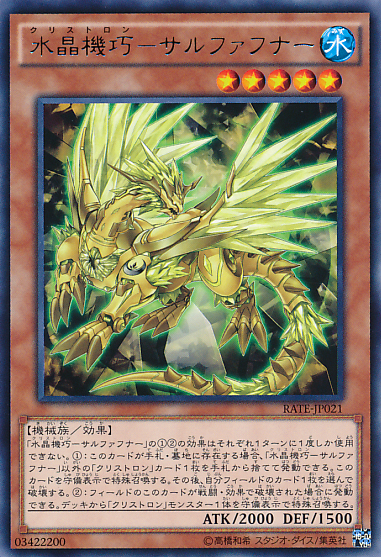 クリストロン
水晶機巧－サルファフナー
水
RATE-JP021
【機械族／効果】
「水晶機巧－サルファフナー」の①②の効果はそれぞれ１ターンに１度しか使用
できない。①：このカードが手札・墓地に存在する場合、「水晶機巧－サルファフナ
ー」以外の「クリストロン」カード１枚を手札から捨てて発動できる。この
カードを守備表示で特殊召喚する。その後、自分フィールドのカード１枚を選んで
破壊する。②：フィールドのこのカードが戦闘・効果で破壊された場合に発動
できる。デッキから「クリストロン」モンスター１体を守備表示で特殊召喚する。
ATK/2000 DEF/1500
03422200
©高橋和希 スタジオ・ダイス/集英社